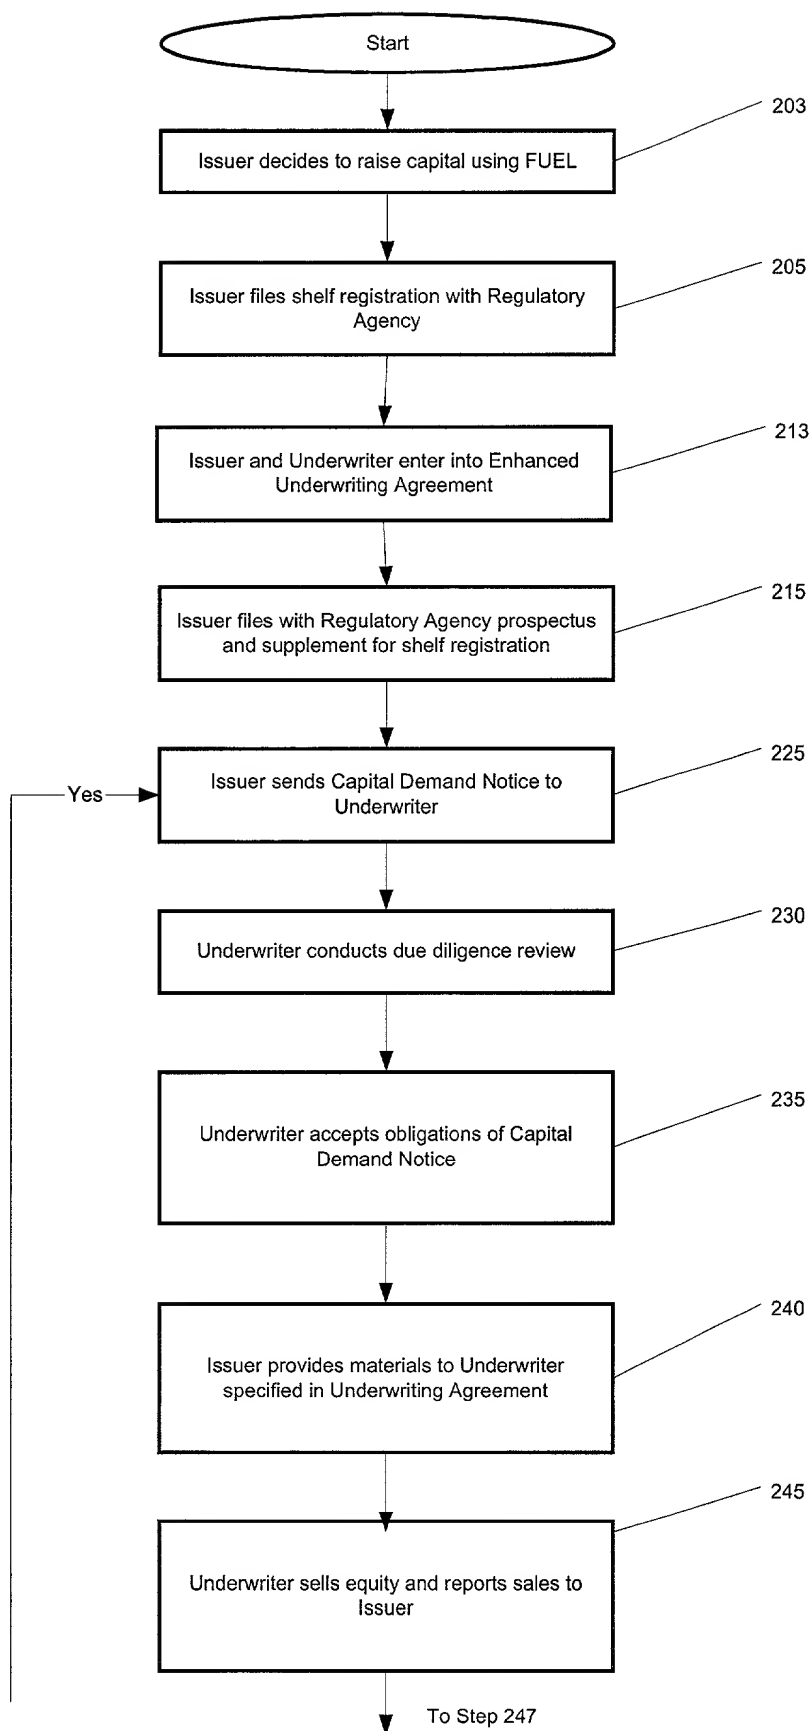 Start
203
Issuer decides to raise capital using FUEL
205
Issuer files shelf registration with Regulatory
Agency
213
Issuer and Underwriter enter into Enhanced
Underwriting Agreement
215
Issuer files with Regulatory Agency prospectus
and supplement for shelf registration
225
Issuer sends Capital Demand Notice to
Underwriter
Yes
230
Underwriter conducts due diligence review
235
Underwriter accepts obligations of Capital
Demand Notice
240
Issuer provides materials to Underwriter
specified in Underwriting Agreement
245
Underwriter sells equity and reports sales to
Issuer
To Step 247